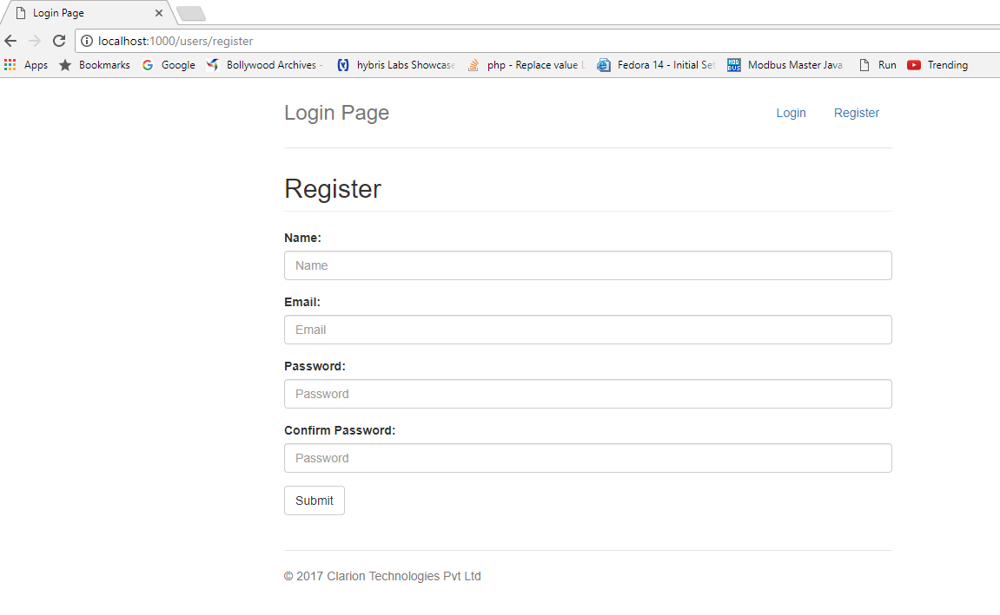 Login Page
localhost:1000/users/register
Apps Bookmarks Google Bollywood Archives - hybris Labs Showcase php - Replace value Fedora 14 - Initial Set Modbus Master Java Run Trending
Login Page Login Register
Register
Name:
Name
Email:
Email
Password:
Password
Confirm Password:
Password
Submit
© 2017 Clarion Technologies Pvt Ltd